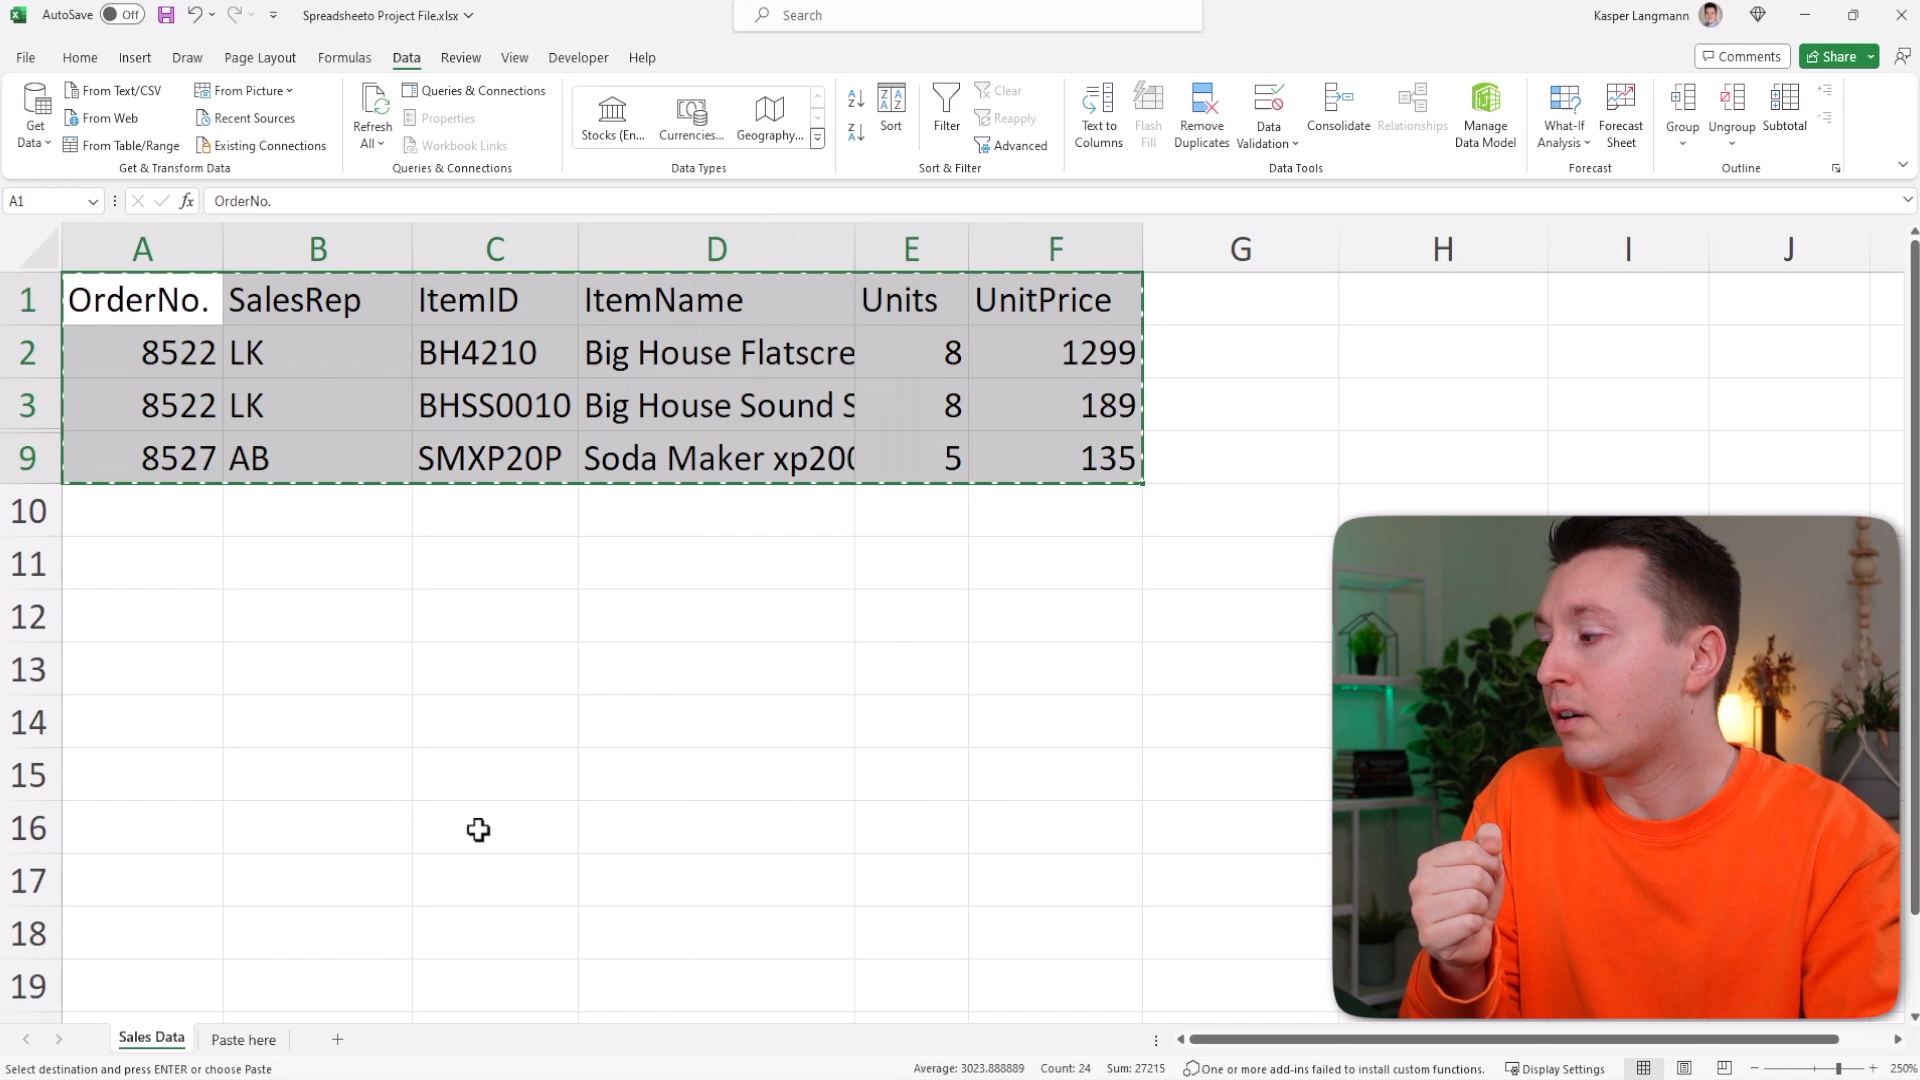 AutoSave Off Spreadsheeto Project File.xlsx Search Kasper Langmann
File Home Insert Draw Page Layout Formulas Data Review View Developer Help Comments Share
Get Data
From Text/CSV
From Web
From Table/Range
From Picture
Recent Sources
Existing Connections
Get & Transform Data
Refresh All
Queries & Connections
Properties
Workbook Links
Queries & Connections
Stocks (En... Currencies... Geography...
Data Types
Sort
Filter
Clear
Reapply
Advanced
Sort & Filter
Text to Columns
Flash Fill
Remove Duplicates
Data Validation
Consolidate
Relationships
Manage Data Model
Data Tools
What-If Analysis
Forecast Sheet
Forecast
Group
Ungroup
Subtotal
Outline
A1 fx OrderNo.
A B C D E F G H I J
1 OrderNo. SalesRep ItemID ItemName Units UnitPrice
2 8522 LK BH4210 Big House Flatscre 8 1299
3 8522 LK BHSS0010 Big House Sound S 8 189
9 8527 AB SMXP20P Soda Maker xp200 5 135
10
11
12
13
14
15
16
17
18
19
Sales Data Paste here
Select destination and press ENTER or choose Paste Average: 3023.888889 Count: 24 Sum: 27215 One or more add-ins failed to install custom functions. Display Settings 250%